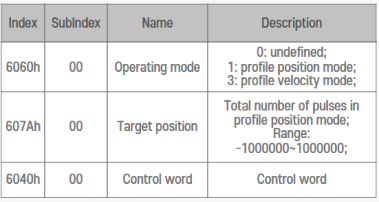 Index SubIndex Name Description
6060h 00 Operating mode 0: undefined;
1: profile position mode;
3: profile velocity mode;
607Ah 00 Target position Total number of pulses in
profile position mode;
Range:
-1000000~1000000;
6040h 00 Control word Control word